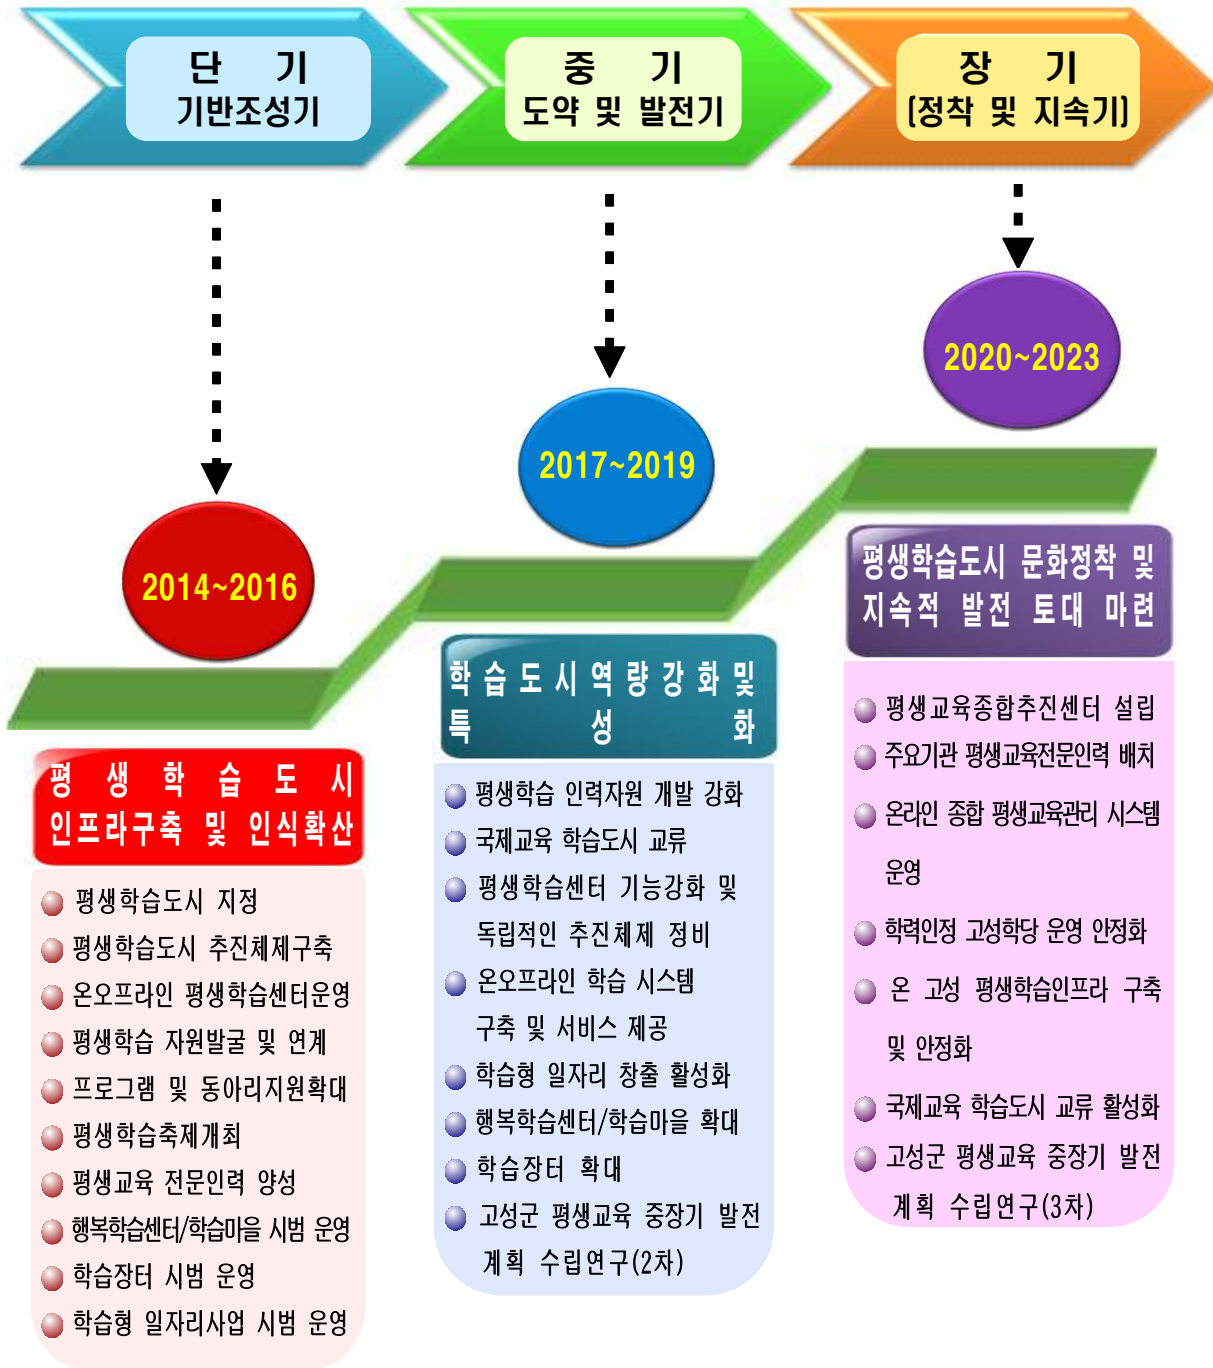 단 기
기반조성기
중 기
도약 및 발전기
장 기
(정착 및 지속기)
2014~2016
2017~2019
2020~2023
평 생 학 습 도 시
인프라구축 및 인식확산
평생학습도시 지정
평생학습도시 추진체제구축
온오프라인 평생학습센터운영
평생학습 자원발굴 및 연계
프로그램 및 동아리지원확대
평생학습축제개최
평생교육 전문인력 양성
행복학습센터/학습마을 시범 운영
학습장터 시범 운영
학습형 일자리사업 시범 운영
학 습 도 시 역 량 강 화 및
특 성 화
평생학습 인력자원 개발 강화
국제교육 학습도시 교류
평생학습센터 기능강화 및
독립적인 추진체제 정비
온오프라인 학습 시스템
구축 및 서비스 제공
학습형 일자리 창출 활성화
행복학습센터/학습마을 확대
학습장터 확대
고성군 평생교육 중장기 발전
계획 수립연구(2차)
평생학습도시 문화정착 및
지속적 발전 토대 마련
평생교육종합추진센터 설립
주요기관 평생교육전문인력 배치
온라인 종합 평생교육관리 시스템
운영
학력인정 고성학당 운영 안정화
온 고성 평생학습인프라 구축
및 안정화
국제교육 학습도시 교류 활성화
고성군 평생교육 중장기 발전
계획 수립연구(3차)